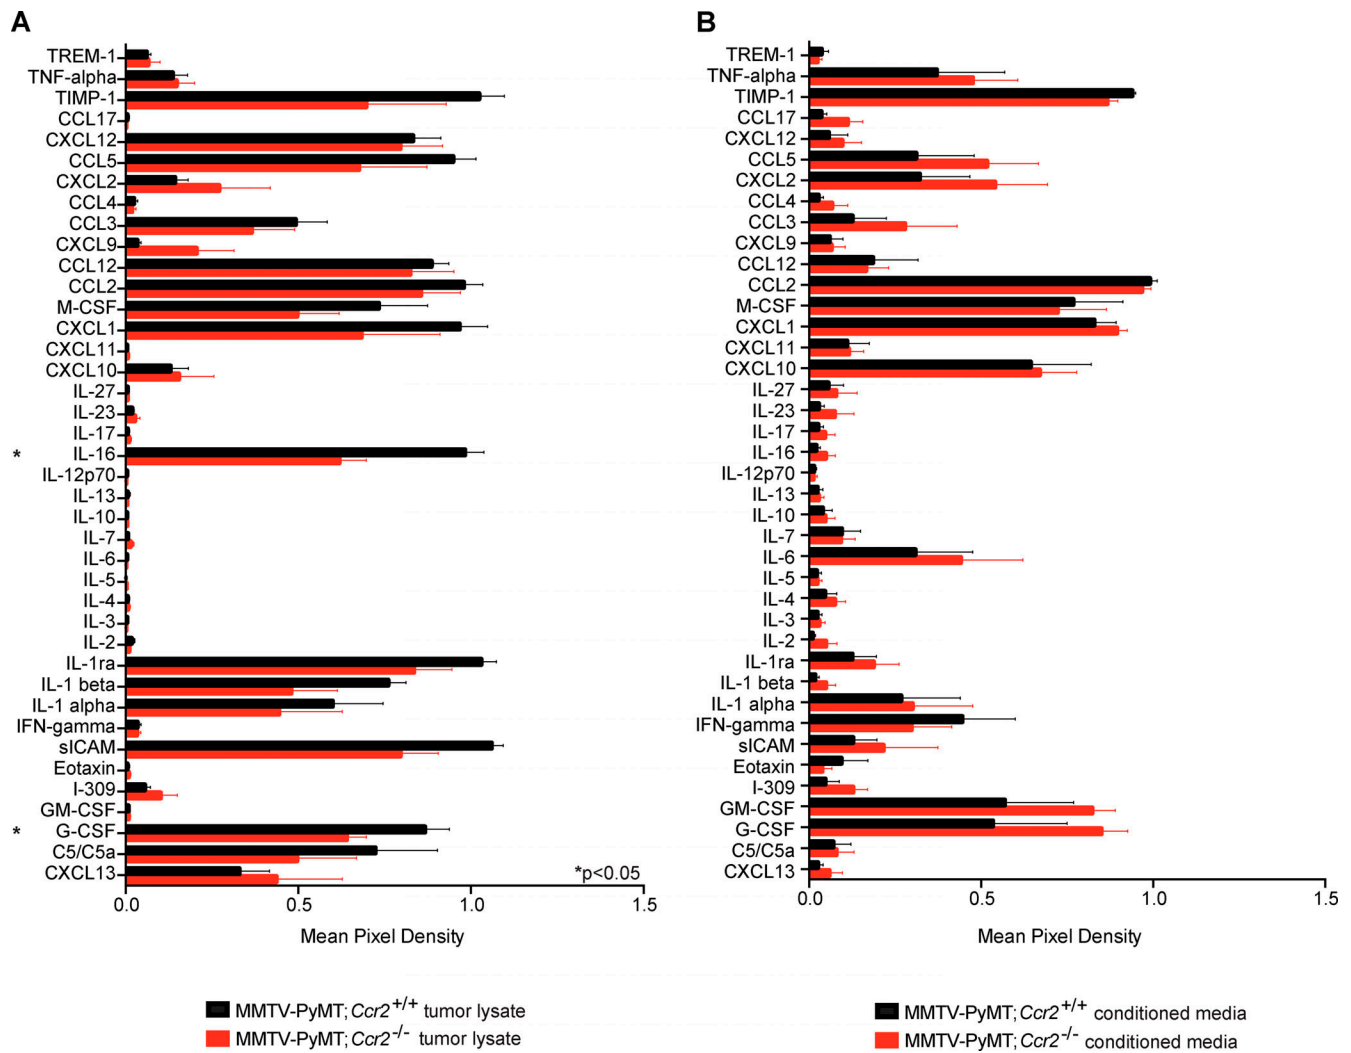 A
TREM-1
TNF-alpha
TIMP-1
CCL17
CXCL12
CCL5
CXCL2
CCL4
CCL3
CXCL9
CCL12
CCL2
M-CSF
CXCL1
CXCL11
CXCL10
IL-27
IL-23
IL-17
* IL-16
IL-12p70
IL-13
IL-10
IL-7
IL-6
IL-5
IL-4
IL-3
IL-2
IL-1ra
IL-1 beta
IL-1 alpha
IFN-gamma
sICAM
Eotaxin
I-309
GM-CSF
* G-CSF
C5/C5a
CXCL13
*p<0.05
0.0 0.5 1.0 1.5
Mean Pixel Density
MMTV-PyMT; Ccr2+/+ tumor lysate
MMTV-PyMT; Ccr2-/- tumor lysate
B
TREM-1
TNF-alpha
TIMP-1
CCL17
CXCL12
CCL5
CXCL2
CCL4
CCL3
CXCL9
CCL12
CCL2
M-CSF
CXCL1
CXCL11
CXCL10
IL-27
IL-23
IL-17
IL-16
IL-12p70
IL-13
IL-10
IL-7
IL-6
IL-5
IL-4
IL-3
IL-2
IL-1ra
IL-1 beta
IL-1 alpha
IFN-gamma
sICAM
Eotaxin
I-309
GM-CSF
G-CSF
C5/C5a
CXCL13
0.0 0.5 1.0 1.5
Mean Pixel Density
MMTV-PyMT; Ccr2+/+ conditioned media
MMTV-PyMT; Ccr2-/- conditioned media